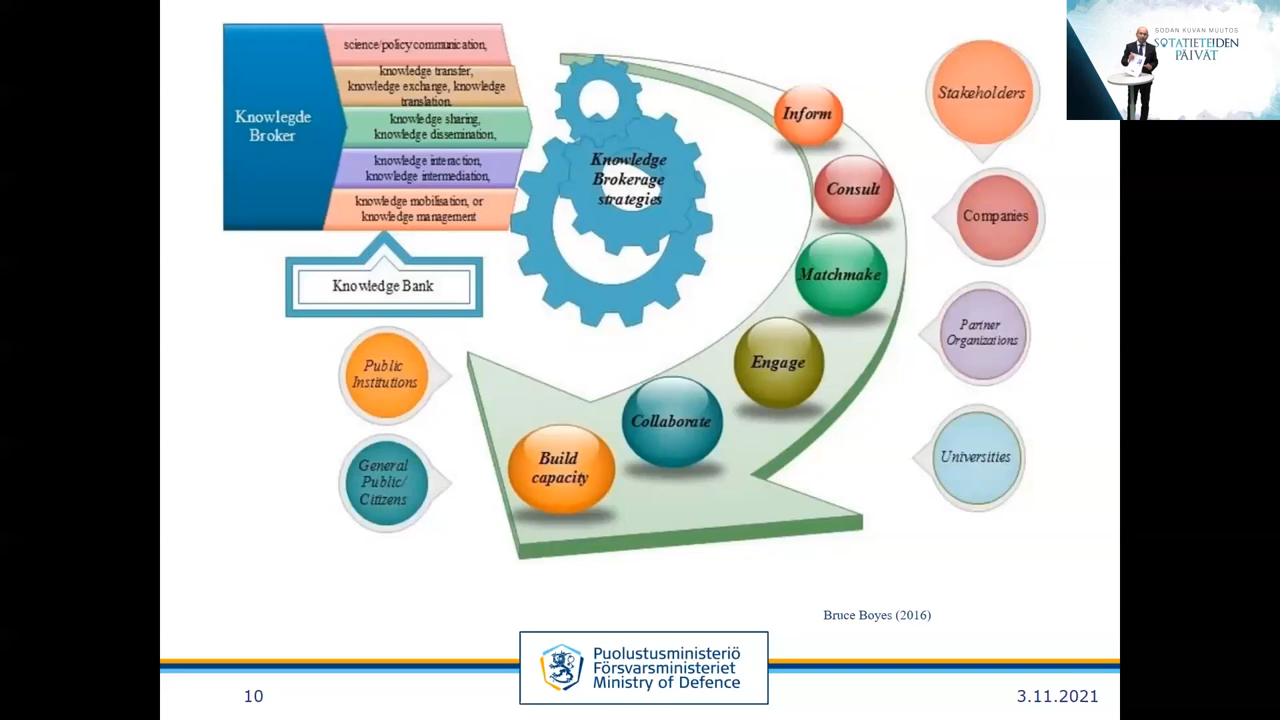 Knowlegde
Broker
science/policy communication,
knowledge transfer,
knowledge exchange, knowledge
translation,
knowledge sharing,
knowledge dissemination,
knowledge interaction,
knowledge intermediation,
knowledge mobilisation, or
knowledge management
Knowledge Bank
Knowledge
Brokerage
strategies
Inform
Consult
Matchmake
Engage
Collaborate
Build
capacity
Public
Institutions
General
Public/
Citizens
Stakeholders
Companies
Partner
Organizations
Universities
SODAN KUVAN MUUTOS
SOTATIETEIDEN
PÄIVÄT
Bruce Boyes (2016)
Puolustusministeriö
Försvarsministeriet
Ministry of Defence
10
3.11.2021